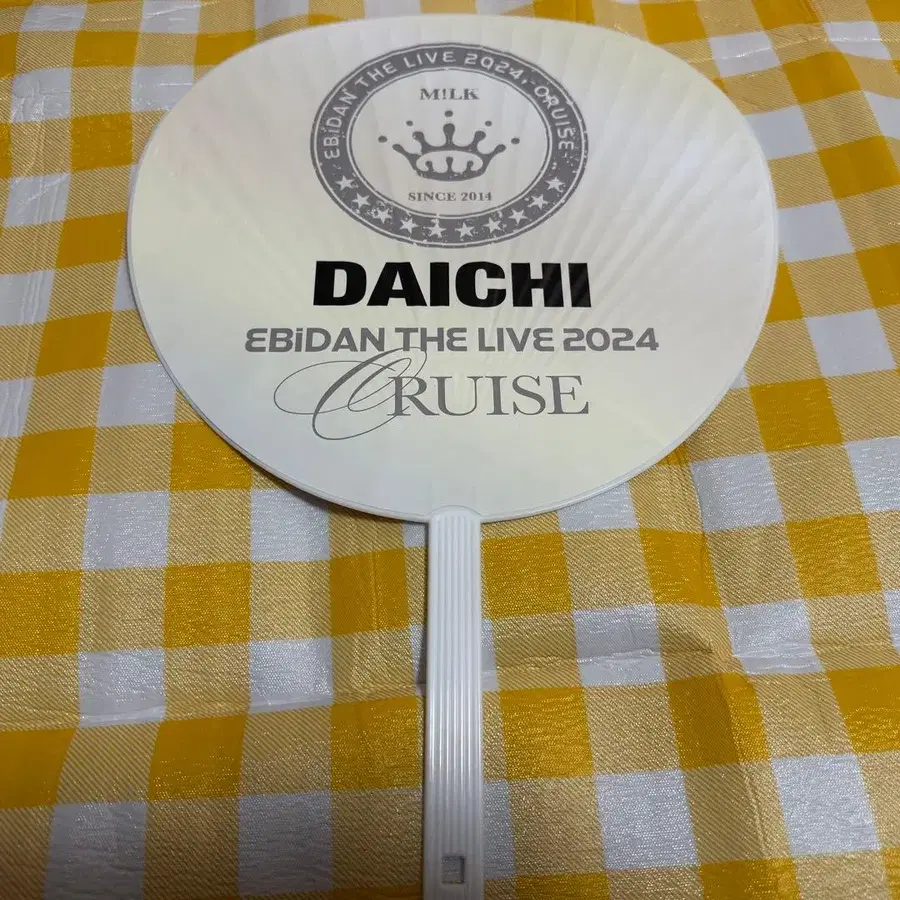 EBiDAN THE LIVE 2024 CRUISE
M!LK
SINCE 2014
DAICHI
EBiDAN THE LIVE 2024
CRUISE